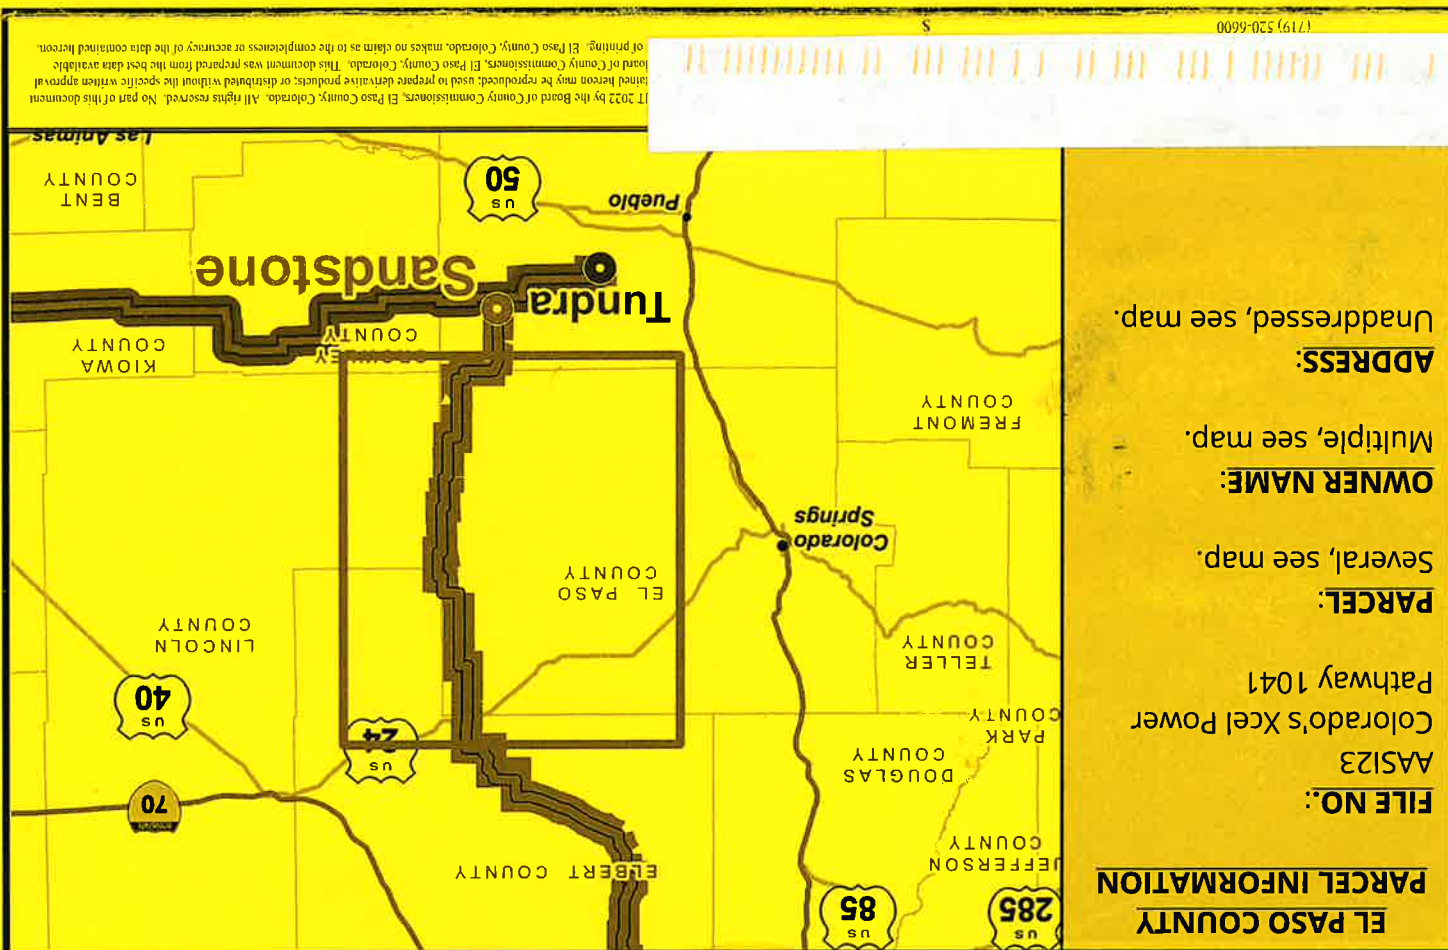 EL PASO COUNTY
PARCEL INFORMATION
FILE NO.:
AASI23
Colorado's Xcel Power
Pathway 1041
PARCEL:
Several, see map.
OWNER NAME:
Multiple, see map.
ADDRESS:
Unaddressed, see map.
US
285
US
85
JEFFERSON
COUNTY
ELBERT COUNTY
DOUGLAS
COUNTY
PARK
COUNTY
70
US
24
US
40
TELLER
COUNTY
LINCOLN
COUNTY
EL PASO
COUNTY
Colorado
Springs
FREMONT
COUNTY
CROWLEY
COUNTY
KIOWA
COUNTY
Tundra
Sandstone
Pueblo
US
50
BENT
COUNTY
Las Animas
2022 by the Board of County Commissioners, El Paso County, Colorado. All rights reserved. No part of this document
tained hereon may be reproduced; used to prepare derivative products; or distributed without the specific written approval
oard of County Commissioners, El Paso County, Colorado. This document was prepared from the best data available
of printing. El Paso County, Colorado, makes no claim as to the completeness or accuracy of the data contained hereon.
(719) 520-6600
S